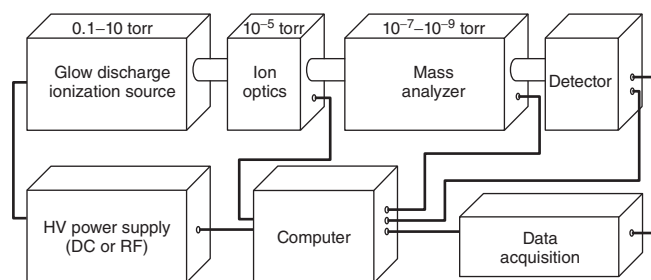 0.1–10 torr
10⁻⁵ torr
10⁻⁷–10⁻⁹ torr
Glow discharge
ionization source
Ion
optics
Mass
analyzer
Detector
HV power supply
(DC or RF)
Computer
Data
acquisition